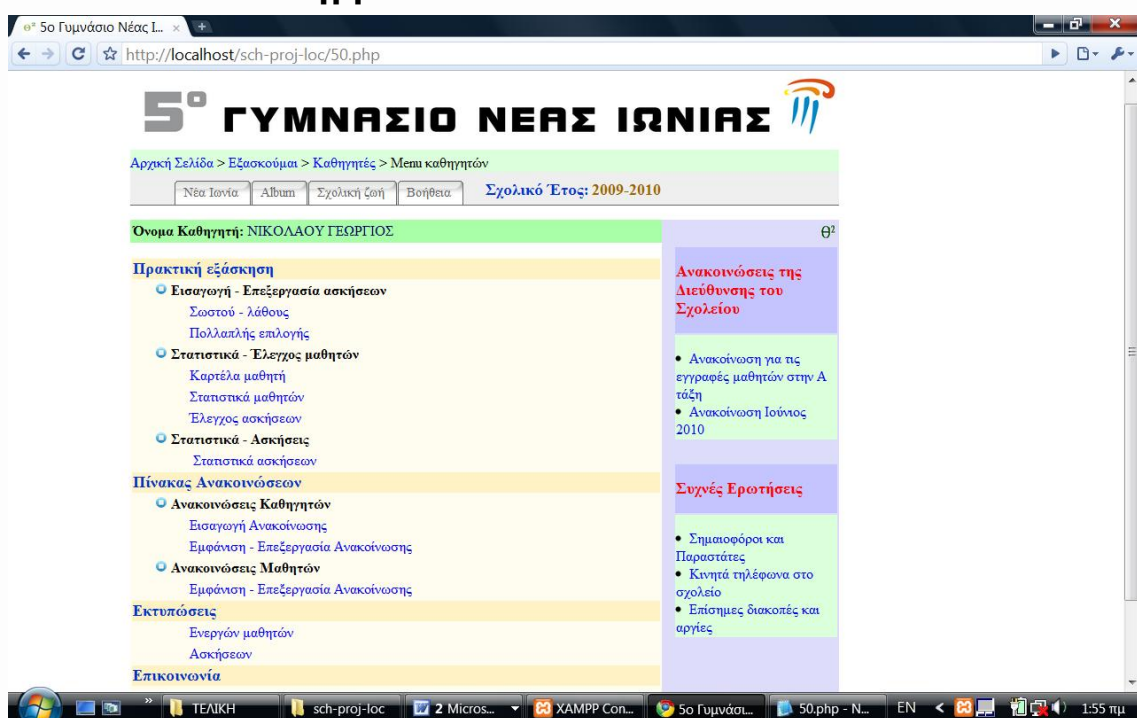 5ο Γυμνάσιο Νέας Ι...
http://localhost/sch-proj-loc/50.php
5º ΓΥΜΝΑΣΙΟ ΝΕΑΣ ΙΩΝΙΑΣ
Αρχική Σελίδα > Εξασκούμαι > Καθηγητές > Menu καθηγητών
Νέα Ιωνία Album Σχολική ζωή Βοήθεια Σχολικό Έτος: 2009-2010
Όνομα Καθηγητή: ΝΙΚΟΛΑΟΥ ΓΕΩΡΓΙΟΣ
Πρακτική εξάσκηση
Εισαγωγή - Επεξεργασία ασκήσεων
Σωστού - λάθους
Πολλαπλής επιλογής
Στατιστικά - Έλεγχος μαθητών
Καρτέλα μαθητή
Στατιστικά μαθητών
Έλεγχος ασκήσεων
Στατιστικά - Ασκήσεις
Στατιστικά ασκήσεων
Πίνακας Ανακοινώσεων
Ανακοινώσεις Καθηγητών
Εισαγωγή Ανακοίνωσης
Εμφάνιση - Επεξεργασία Ανακοίνωσης
Ανακοινώσεις Μαθητών
Εμφάνιση - Επεξεργασία Ανακοίνωσης
Εκτυπώσεις
Ενεργών μαθητών
Ασκήσεων
Επικοινωνία
θ²
Ανακοινώσεις της
Διεύθυνσης του
Σχολείου
• Ανακοίνωση για τις
εγγραφές μαθητών στην Α
τάξη
• Ανακοίνωση Ιούνιος
2010
Συχνές Ερωτήσεις
• Σημαιοφόροι και
Παραστάτες
• Κινητά τηλέφωνα στο
σχολείο
• Επίσημες διακοπές και
αργίες
ΤΕΛΙΚΗ sch-proj-loc 2 Micros... XAMPP Con... 5ο Γυμνάσι... 50.php - N... EN 1:55 πμ